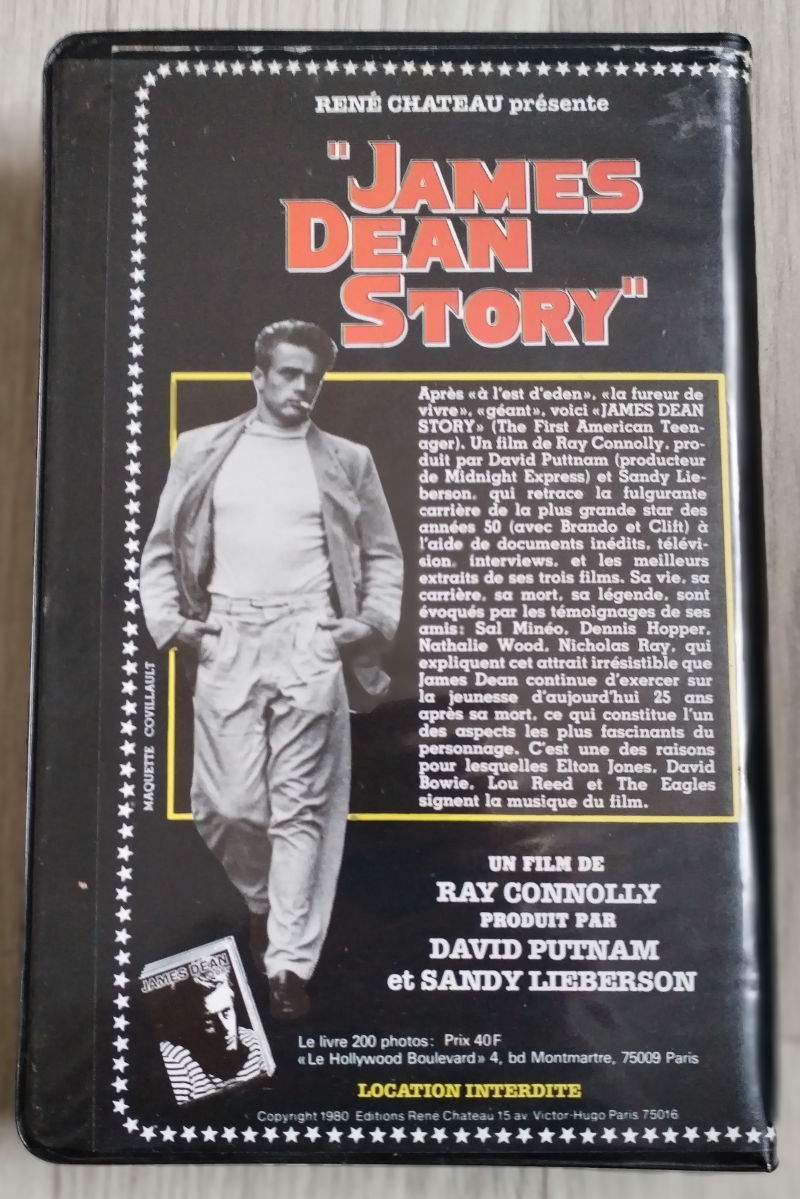 RENÉ CHATEAU présente
"JAMES
DEAN
STORY"
Après «à l'est d'eden», «la fureur de
vivre», «géant», voici «JAMES DEAN
STORY» (The First American Teen-
ager). Un film de Ray Connolly, pro-
duit par David Puttnam (producteur
de Midnight Express) et Sandy Lie-
berson, qui retrace la fulgurante
carrière de la plus grande star des
années 50 (avec Brando et Clift) à
l'aide de documents inédits, télévi-
sion, interviews, et les meilleurs
extraits de ses trois films. Sa vie, sa
carrière, sa mort, sa légende, sont
évoqués par les témoignages de ses
amis: Sal Minéo, Dennis Hopper,
Nathalie Wood, Nicholas Ray, qui
expliquent cet attrait irrésistible que
James Dean continue d'exercer sur
la jeunesse d'aujourd'hui 25 ans
après sa mort, ce qui constitue l'un
des aspects les plus fascinants du
personnage. C'est une des raisons
pour lesquelles Elton Jones, David
Bowie, Lou Reed et The Eagles
signent la musique du film.
MAQUETTE COVILLAULT
UN FILM DE
RAY CONNOLLY
PRODUIT PAR
DAVID PUTNAM
et SANDY LIEBERSON
JAMES DEAN
Le livre 200 photos: Prix 40F
«Le Hollywood Boulevard» 4, bd Montmartre, 75009 Paris
LOCATION INTERDITE
Copyright 1980 Editions René Chateau 15 av. Victor-Hugo Paris 75016